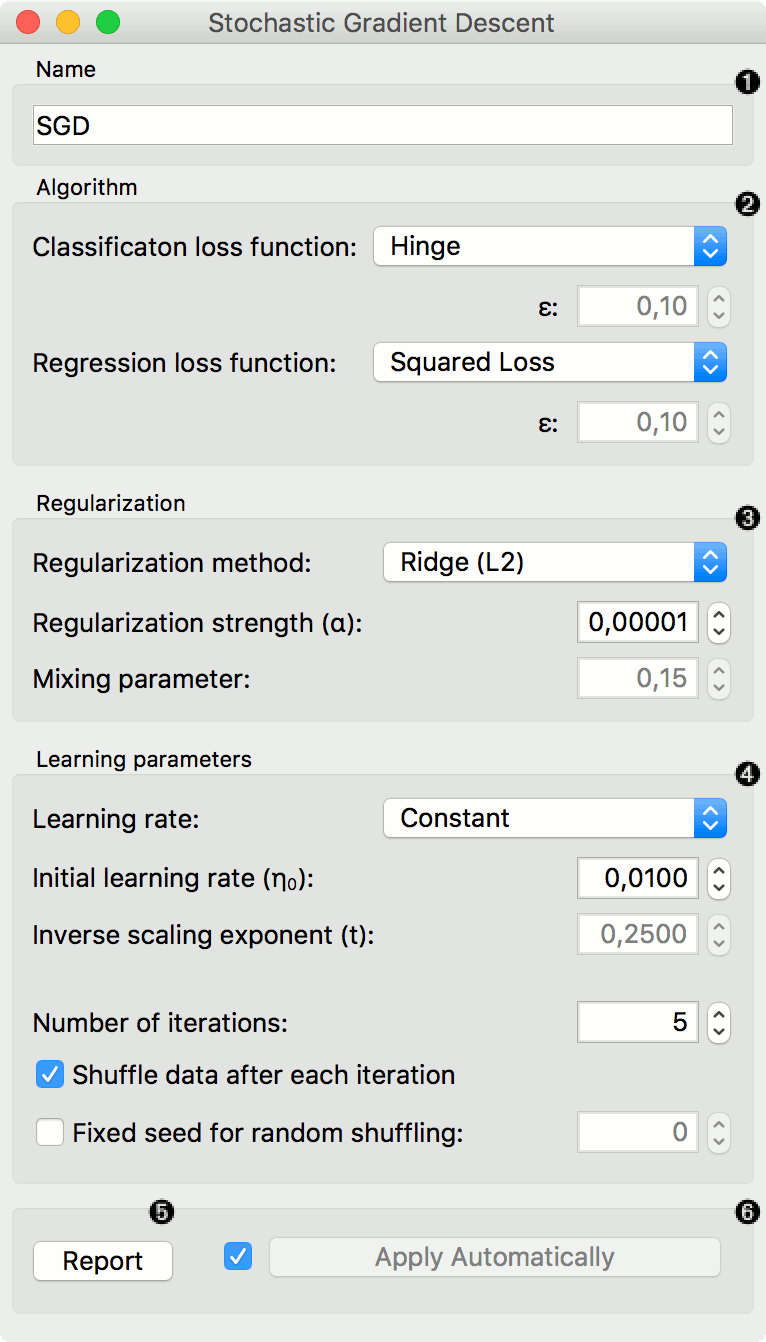 Stochastic Gradient Descent
Name
❶
SGD
Algorithm
❷
Classificaton loss function: Hinge
ε: 0,10
Regression loss function: Squared Loss
ε: 0,10
Regularization
❸
Regularization method: Ridge (L2)
Regularization strength (α): 0,00001
Mixing parameter: 0,15
Learning parameters
❹
Learning rate: Constant
Initial learning rate (η₀): 0,0100
Inverse scaling exponent (t): 0,2500
Number of iterations: 5
Shuffle data after each iteration
Fixed seed for random shuffling: 0
❺ ❻
Report Apply Automatically